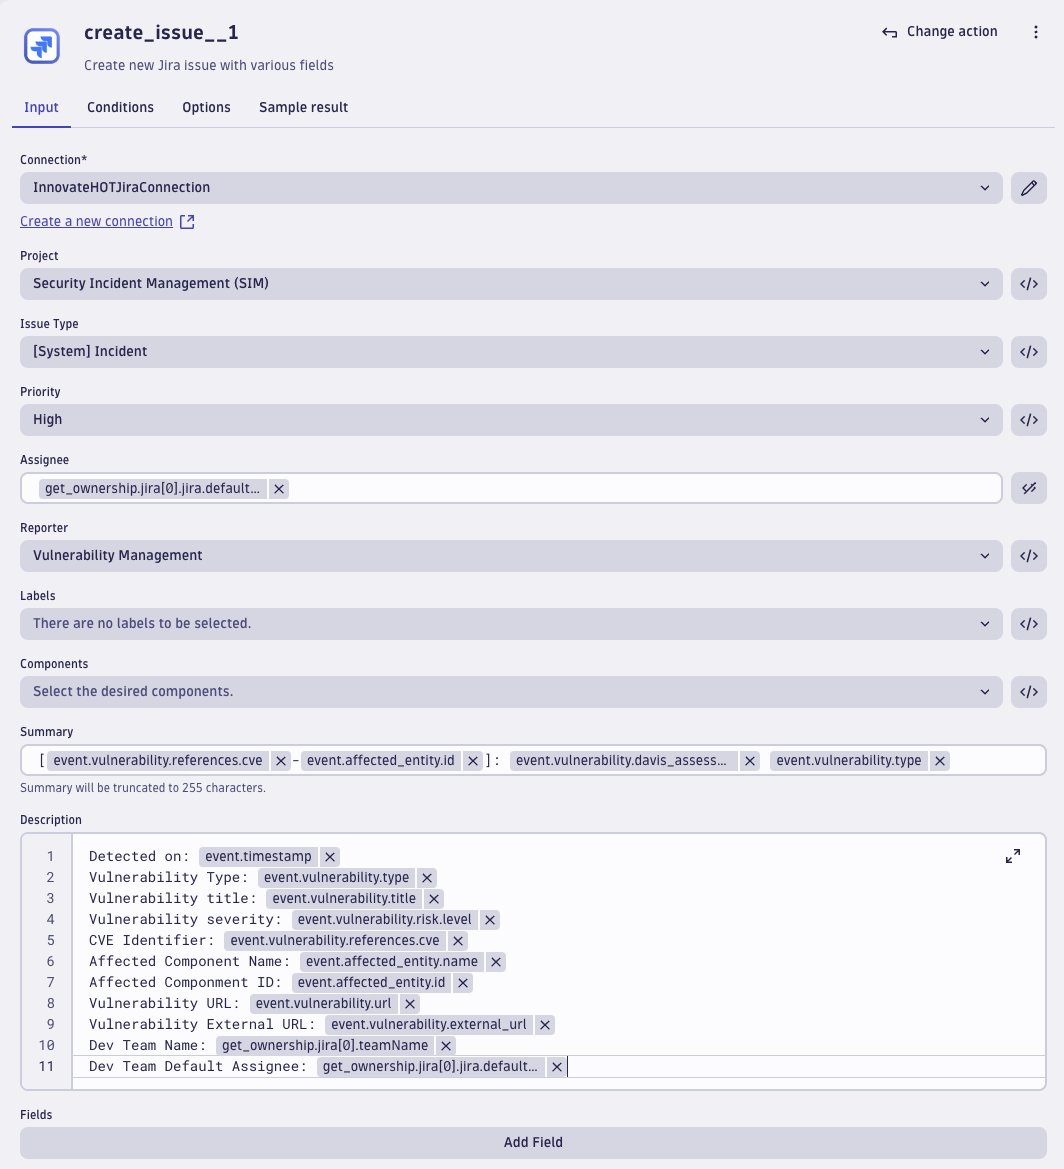 create_issue__1
Change action
Create new Jira issue with various fields
Input Conditions Options Sample result
Connection*
InnovateHOTJiraConnection
Create a new connection
Project
Security Incident Management (SIM)
Issue Type
[System] Incident
Priority
High
Assignee
get_ownership.jira[0].jira.default...
Reporter
Vulnerability Management
Labels
There are no labels to be selected.
Components
Select the desired components.
Summary
[ event.vulnerability.references.cve - event.affected_entity.id ]: event.vulnerability.davis_assess... event.vulnerability.type
Summary will be truncated to 255 characters.
Description
1 Detected on: event.timestamp
2 Vulnerability Type: event.vulnerability.type
3 Vulnerability title: event.vulnerability.title
4 Vulnerability severity: event.vulnerability.risk.level
5 CVE Identifier: event.vulnerability.references.cve
6 Affected Component Name: event.affected_entity.name
7 Affected Componment ID: event.affected_entity.id
8 Vulnerability URL: event.vulnerability.url
9 Vulnerability External URL: event.vulnerability.external_url
10 Dev Team Name: get_ownership.jira[0].teamName
11 Dev Team Default Assignee: get_ownership.jira[0].jira.default...
Fields
Add Field